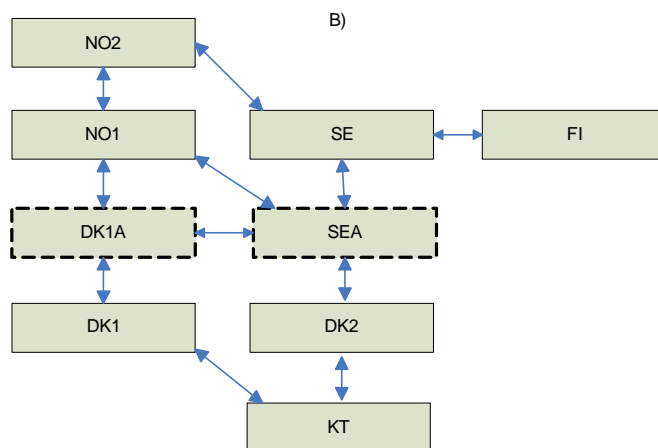 B)
NO2
NO1
SE
FI
DK1A
SEA
DK1
DK2
KT